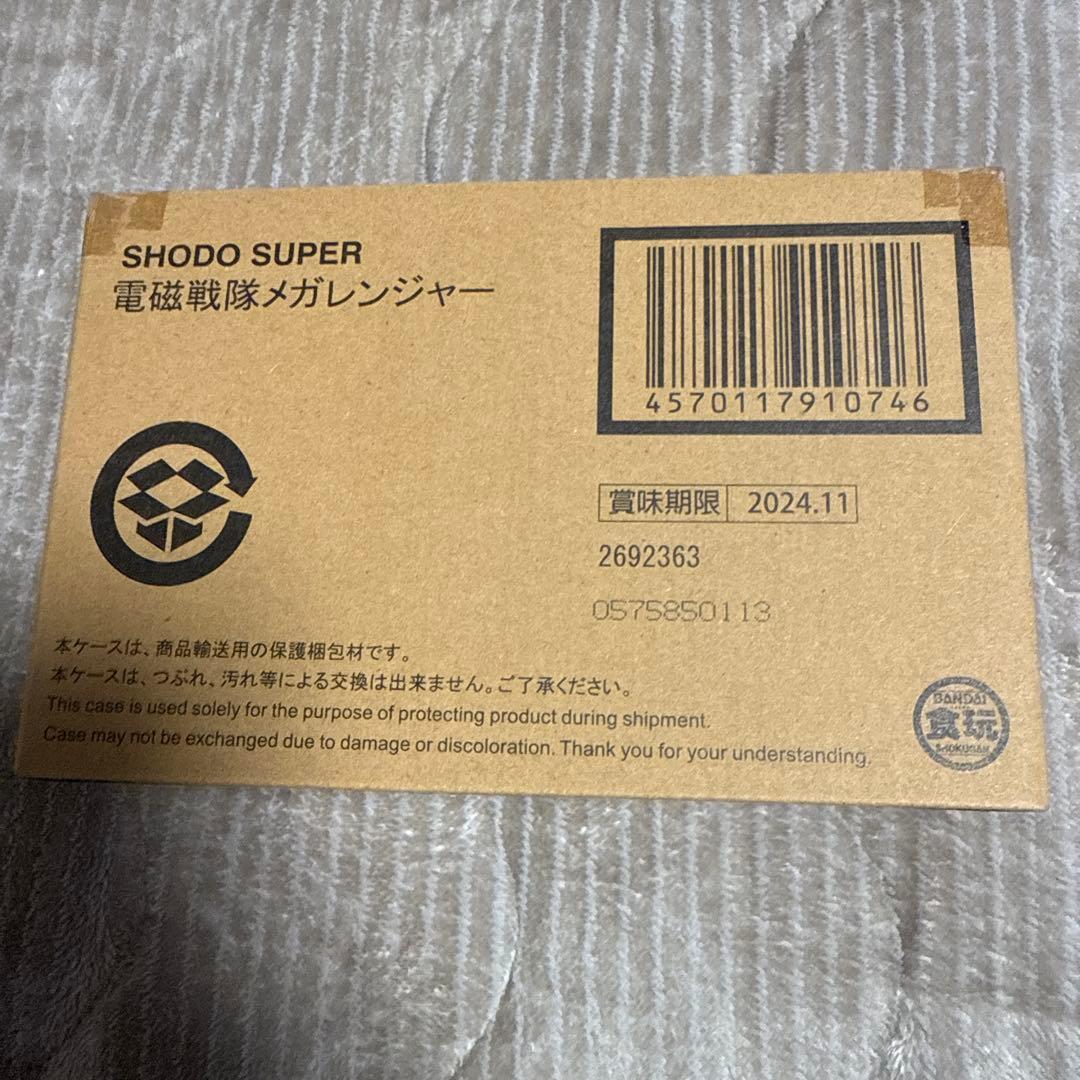 SHODO SUPER
電磁戦隊メガレンジャー
4570117910746
賞味期限 2024.11
2692363
0575850113
本ケースは、商品輸送用の保護梱包材です。
本ケースは、つぶれ、汚れ等による交換は出来ません。ご了承ください。
This case is used solely for the purpose of protecting product during shipment.
Case may not be exchanged due to damage or discoloration. Thank you for your understanding.
BANDAI
食玩
SHOKUGAN